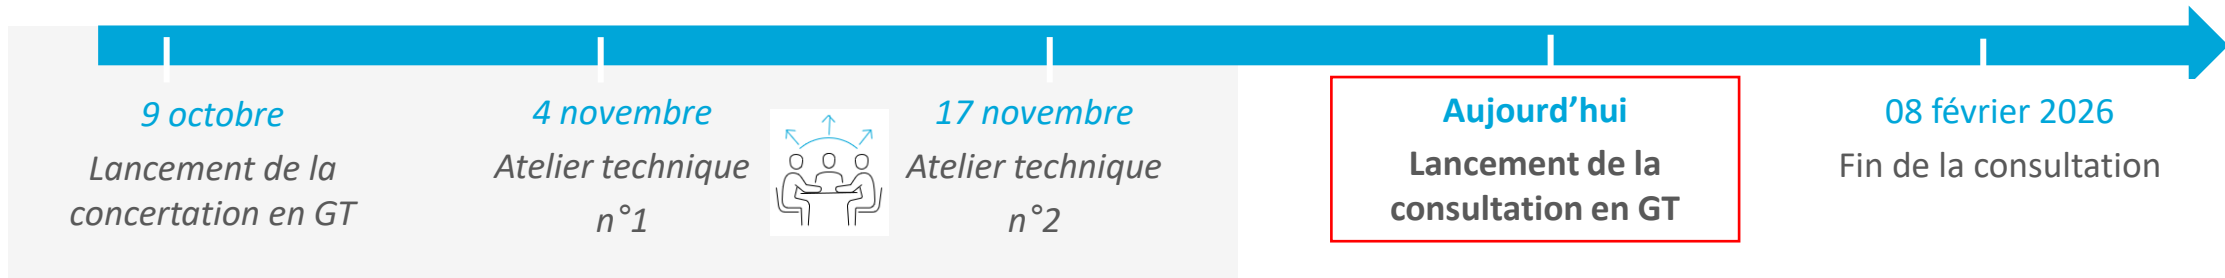 9 octobre
Lancement de la
concertation en GT
4 novembre
Atelier technique
n°1
17 novembre
Atelier technique
n°2
Aujourd’hui
Lancement de la
consultation en GT
08 février 2026
Fin de la consultation